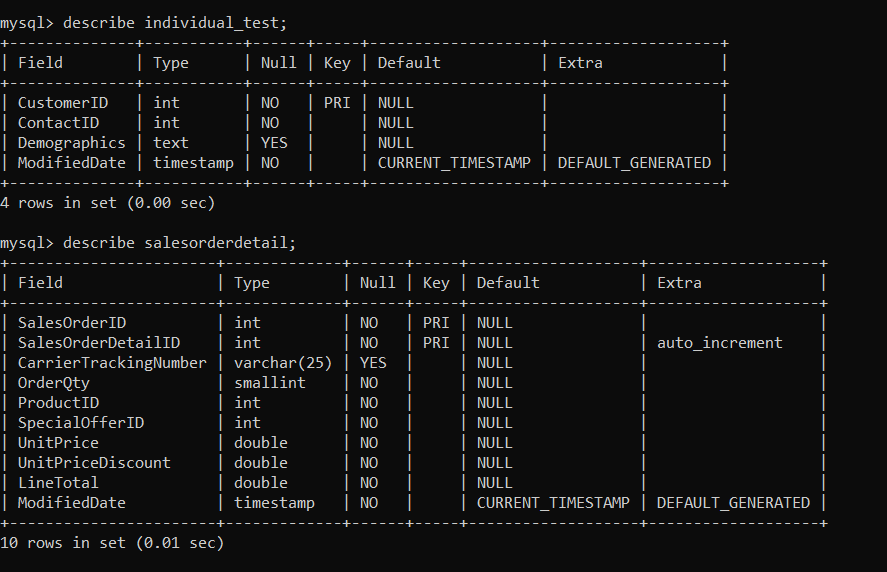 mysql> describe individual_test;
+--------------+-----------+------+-----+-------------------+-------------------+
| Field        | Type      | Null | Key | Default           | Extra             |
+--------------+-----------+------+-----+-------------------+-------------------+
| CustomerID   | int       | NO   | PRI | NULL              |                   |
| ContactID    | int       | NO   |     | NULL              |                   |
| Demographics | text      | YES  |     | NULL              |                   |
| ModifiedDate | timestamp | NO   |     | CURRENT_TIMESTAMP | DEFAULT_GENERATED |
+--------------+-----------+------+-----+-------------------+-------------------+
4 rows in set (0.00 sec)
mysql> describe salesorderdetail;
+-----------------------+-------------+------+-----+-------------------+-------------------+
| Field                 | Type        | Null | Key | Default           | Extra             |
+-----------------------+-------------+------+-----+-------------------+-------------------+
| SalesOrderID          | int         | NO   | PRI | NULL              |                   |
| SalesOrderDetailID    | int         | NO   | PRI | NULL              | auto_increment    |
| CarrierTrackingNumber | varchar(25) | YES  |     | NULL              |                   |
| OrderQty              | smallint    | NO   |     | NULL              |                   |
| ProductID             | int         | NO   |     | NULL              |                   |
| SpecialOfferID        | int         | NO   |     | NULL              |                   |
| UnitPrice             | double      | NO   |     | NULL              |                   |
| UnitPriceDiscount     | double      | NO   |     | NULL              |                   |
| LineTotal             | double      | NO   |     | NULL              |                   |
| ModifiedDate          | timestamp   | NO   |     | CURRENT_TIMESTAMP | DEFAULT_GENERATED |
+-----------------------+-------------+------+-----+-------------------+-------------------+
10 rows in set (0.01 sec)